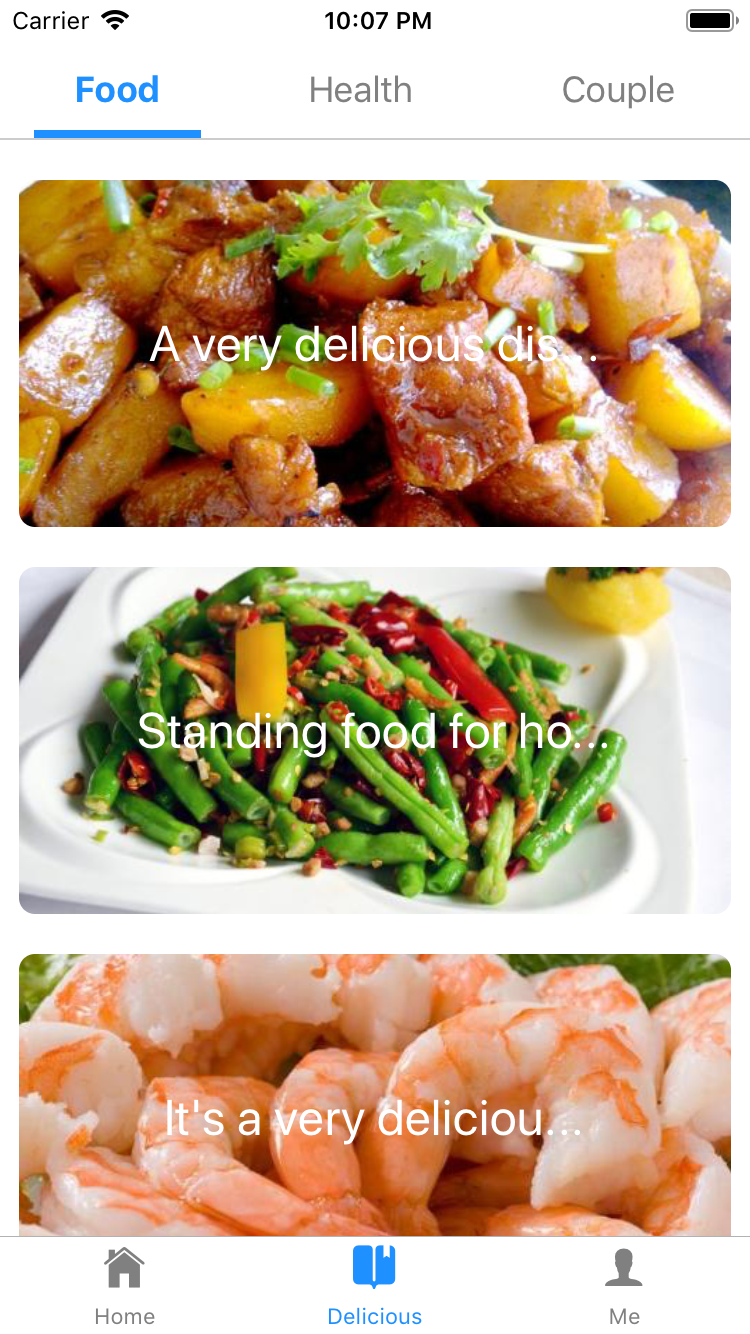 Carrier 10:07 PM
Food Health Couple
A very delicious dis...
Standing food for ho...
It's a very deliciou...
Home Delicious Me